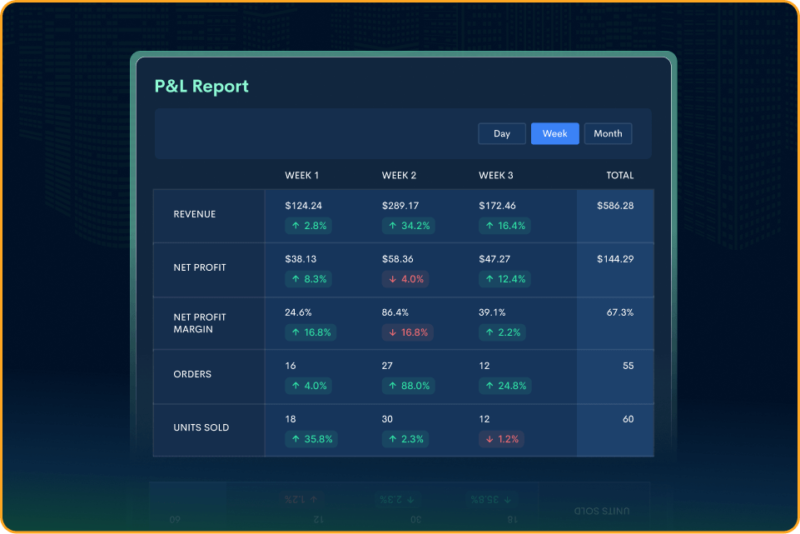 P&L Report
Day Week Month
WEEK 1 WEEK 2 WEEK 3 TOTAL
$124.24 $289.17 $172.46 $586.28
REVENUE
↑ 2.8% ↑ 34.2% ↑ 16.4%
$38.13 $58.36 $47.27 $144.29
NET PROFIT
↑ 8.3% ↓ 4.0% ↑ 12.4%
24.6% 86.4% 39.1% 67.3%
NET PROFIT
MARGIN
↑ 16.8% ↓ 16.8% ↑ 2.2%
16 27 12 55
ORDERS
↑ 4.0% ↑ 88.0% ↑ 24.8%
18 30 12 60
UNITS SOLD
↑ 35.8% ↑ 2.3% ↓ 1.2%